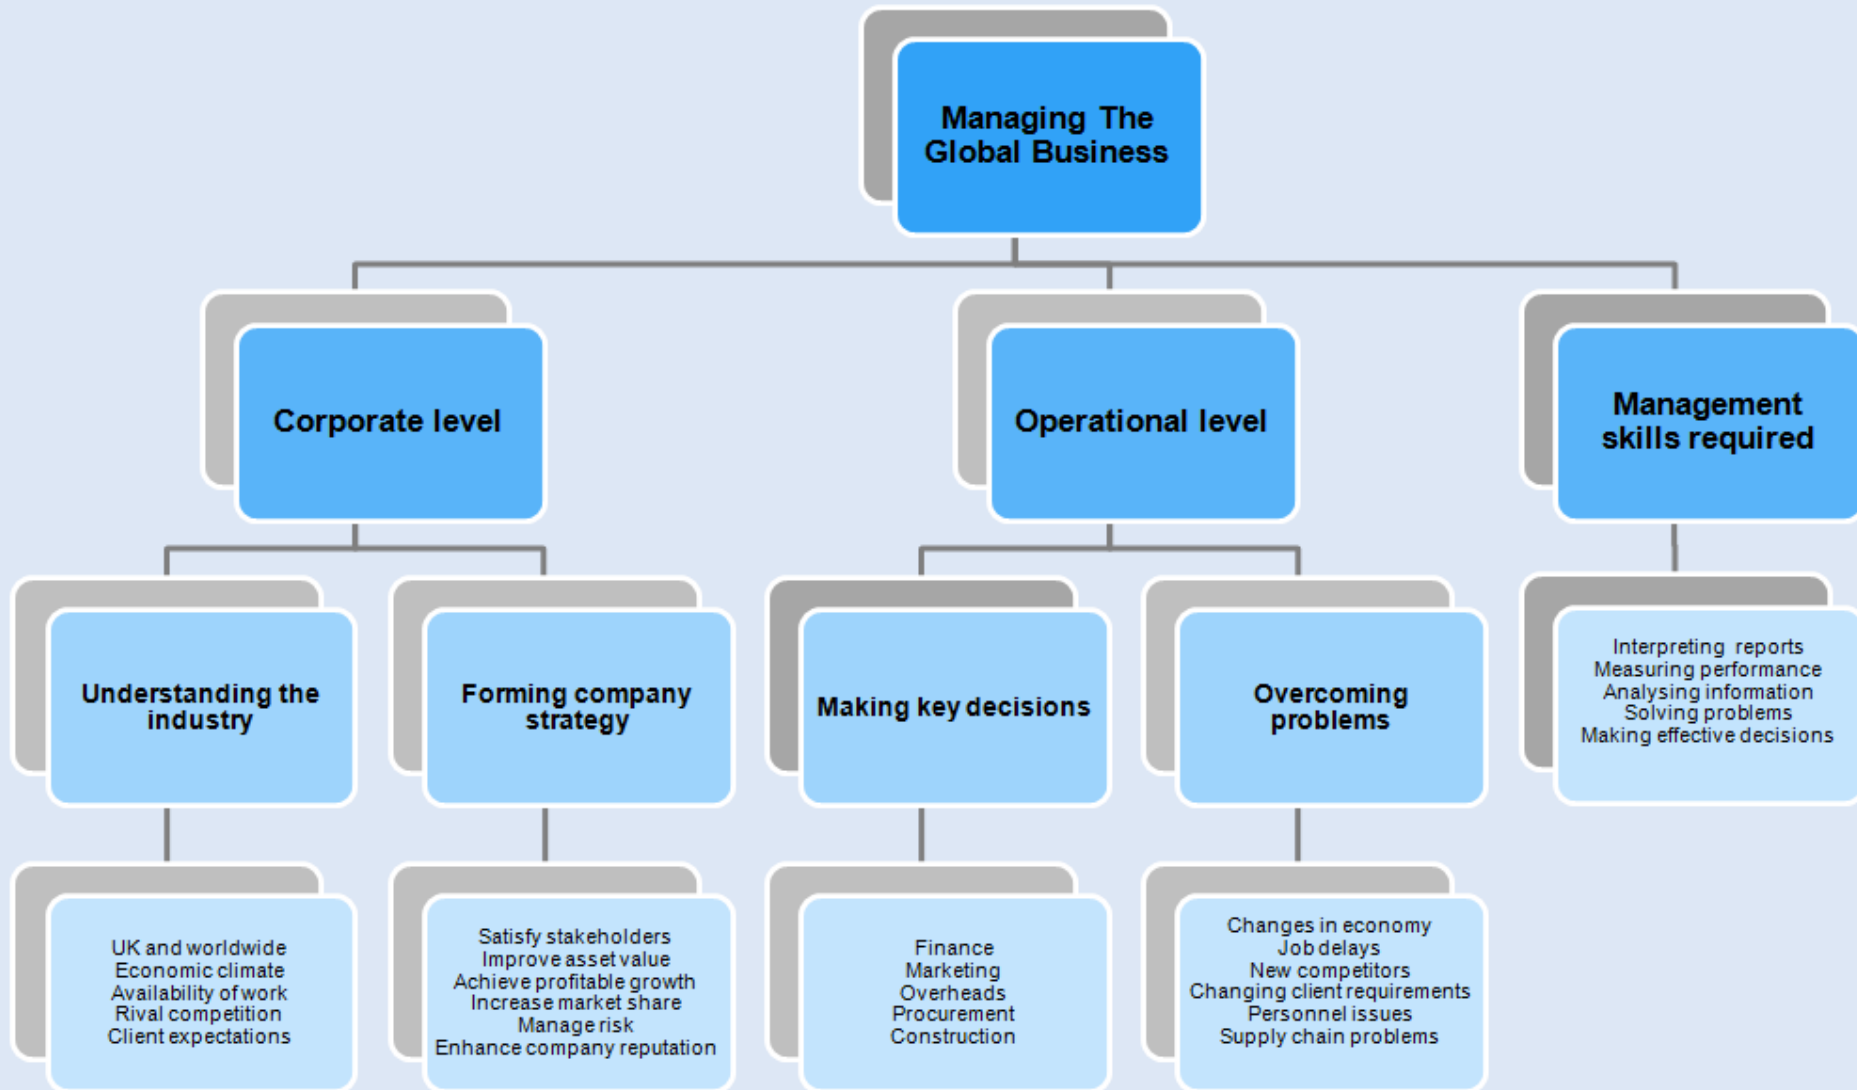 Managing The
Global Business
Corporate level
Operational level
Management
skills required
Understanding the
industry
Forming company
strategy
Making key decisions
Overcoming
problems
Interpreting reports
Measuring performance
Analysing information
Solving problems
Making effective decisions
UK and worldwide
Economic climate
Availability of work
Rival competition
Client expectations
Satisfy stakeholders
Improve asset value
Achieve profitable growth
Increase market share
Manage risk
Enhance company reputation
Finance
Marketing
Overheads
Procurement
Construction
Changes in economy
Job delays
New competitors
Changing client requirements
Personnel issues
Supply chain problems